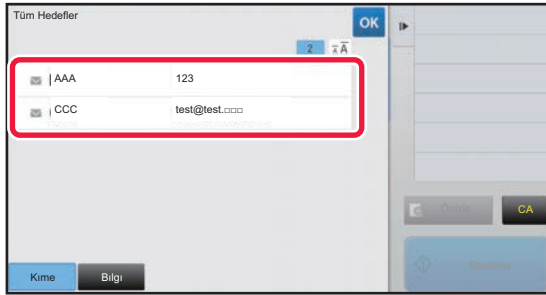 Tüm Hedefler
OK
2
AAA 123
CCC test@test.□□□
CA
Kıme Bılgı